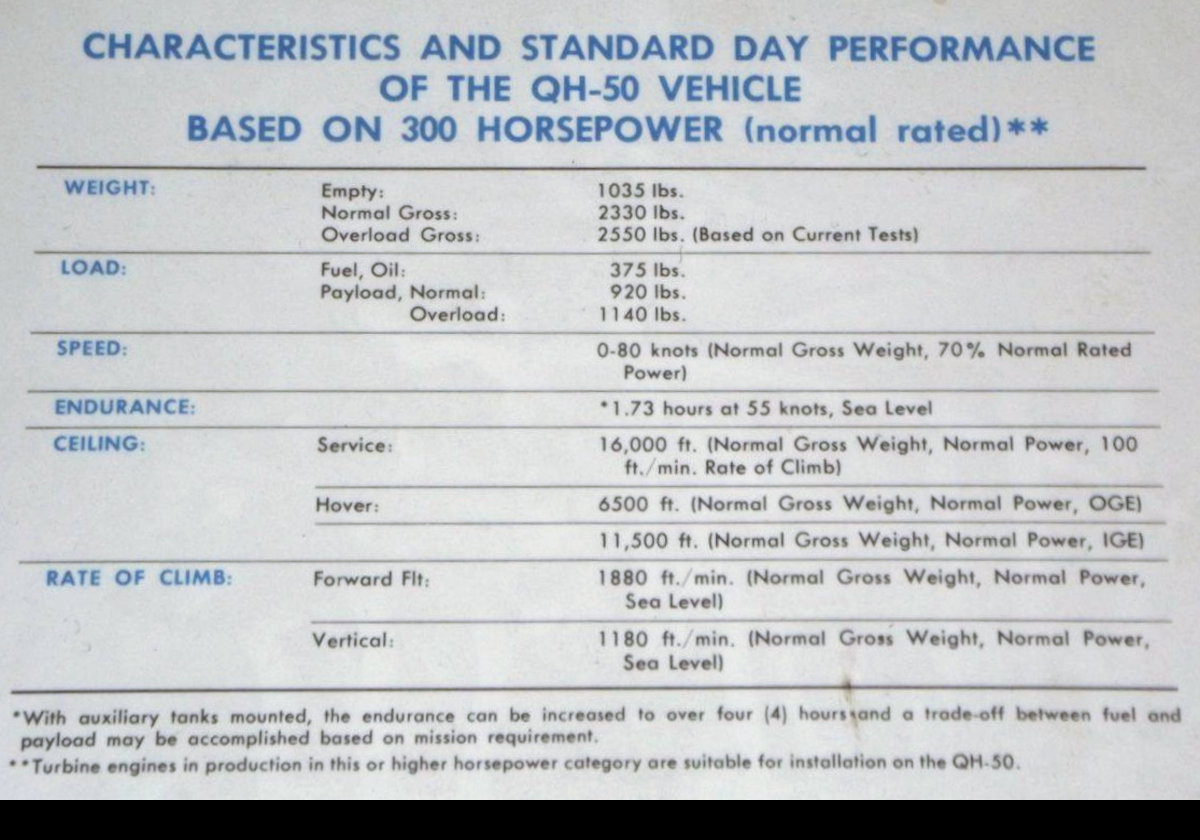 CHARACTERISTICS AND STANDARD DAY PERFORMANCE
OF THE QH-50 VEHICLE
BASED ON 300 HORSEPOWER (normal rated)**
WEIGHT: Empty: 1035 lbs.
Normal Gross: 2330 lbs.
Overload Gross: 2550 lbs. (Based on Current Tests)
LOAD: Fuel, Oil: 375 lbs.
Payload, Normal: 920 lbs.
Overload: 1140 lbs.
SPEED: 0-80 knots (Normal Gross Weight, 70% Normal Rated
Power)
ENDURANCE: *1.73 hours at 55 knots, Sea Level
CEILING: Service: 16,000 ft. (Normal Gross Weight, Normal Power, 100
ft./min. Rate of Climb)
Hover: 6500 ft. (Normal Gross Weight, Normal Power, OGE)
11,500 ft. (Normal Gross Weight, Normal Power, IGE)
RATE OF CLIMB: Forward Flt: 1880 ft./min. (Normal Gross Weight, Normal Power,
Sea Level)
Vertical: 1180 ft./min. (Normal Gross Weight, Normal Power,
Sea Level)
*With auxiliary tanks mounted, the endurance can be increased to over four (4) hours and a trade-off between fuel and
payload may be accomplished based on mission requirement.
**Turbine engines in production in this or higher horsepower category are suitable for installation on the QH-50.